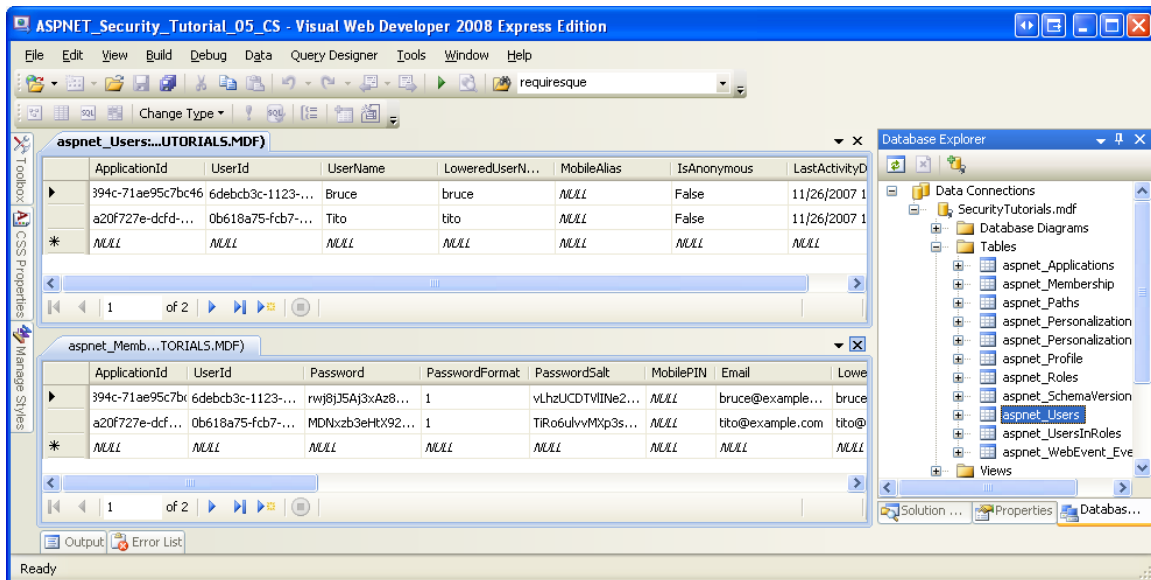 ASPNET_Security_Tutorial_05_CS - Visual Web Developer 2008 Express Edition
File Edit View Build Debug Data Query Designer Tools Window Help
requiresque
Change Type
Toolbox
CSS Properties
Manage Styles
aspnet_Users:...UTORIALS.MDF)
ApplicationId UserId UserName LoweredUserN... MobileAlias IsAnonymous LastActivityD
394c-71ae95c7bc46 6debcb3c-1123-... Bruce bruce NULL False 11/26/2007 1
a20f727e-dcfd-... 0b618a75-fcb7-... Tito tito NULL False 11/26/2007 1
NULL NULL NULL NULL NULL NULL NULL
1 of 2
aspnet_Memb...TORIALS.MDF)
ApplicationId UserId Password PasswordFormat PasswordSalt MobilePIN Email Lowe
394c-71ae95c7bc 6debcb3c-1123-... rwj8jJ5Aj3xAz8... 1 vLhzUCDTVlINe2... NULL bruce@example... bruce
a20f727e-dcf... 0b618a75-fcb7-... MDNxzb3eHtX92... 1 TiRo6ulvvMXp3s... NULL tito@example.com tito@
NULL NULL NULL NULL NULL NULL NULL NULL
1 of 2
Output Error List
Ready
Database Explorer
Data Connections
SecurityTutorials.mdf
Database Diagrams
Tables
aspnet_Applications
aspnet_Membership
aspnet_Paths
aspnet_Personalization
aspnet_Personalization
aspnet_Profile
aspnet_Roles
aspnet_SchemaVersion
aspnet_Users
aspnet_UsersInRoles
aspnet_WebEvent_Eve
Views
Solution ... Properties Databas...